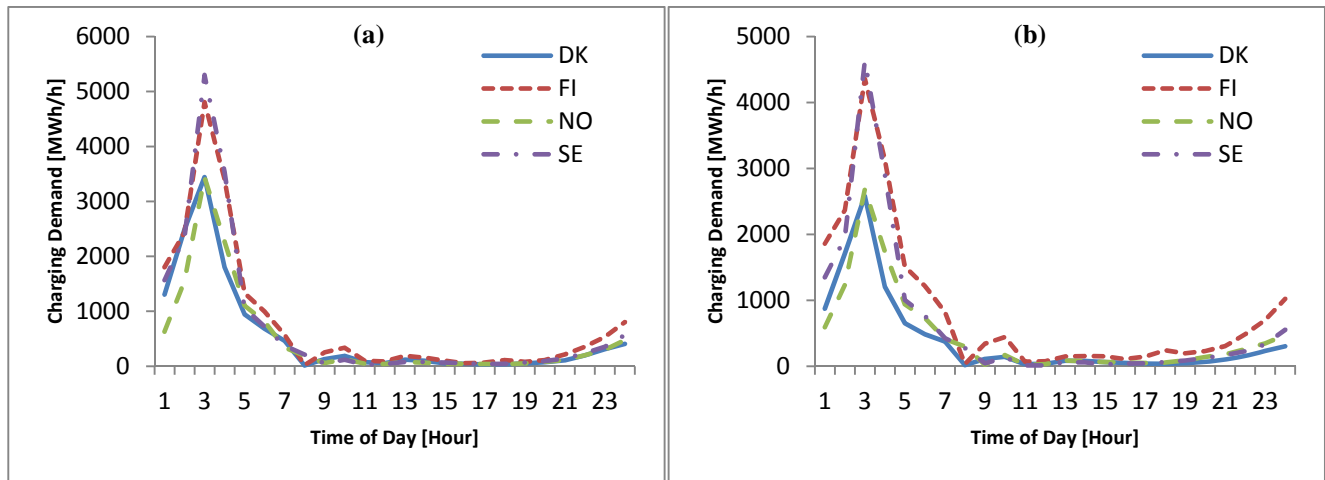 (a)
Charging Demand [MWh/h]
6000
5000
4000
3000
2000
1000
0
1 3 5 7 9 11 13 15 17 19 21 23
Time of Day [Hour]
DK
FI
NO
SE
(b)
Charging Demand [MWh/h]
5000
4000
3000
2000
1000
0
1 3 5 7 9 11 13 15 17 19 21 23
Time of Day [Hour]
DK
FI
NO
SE